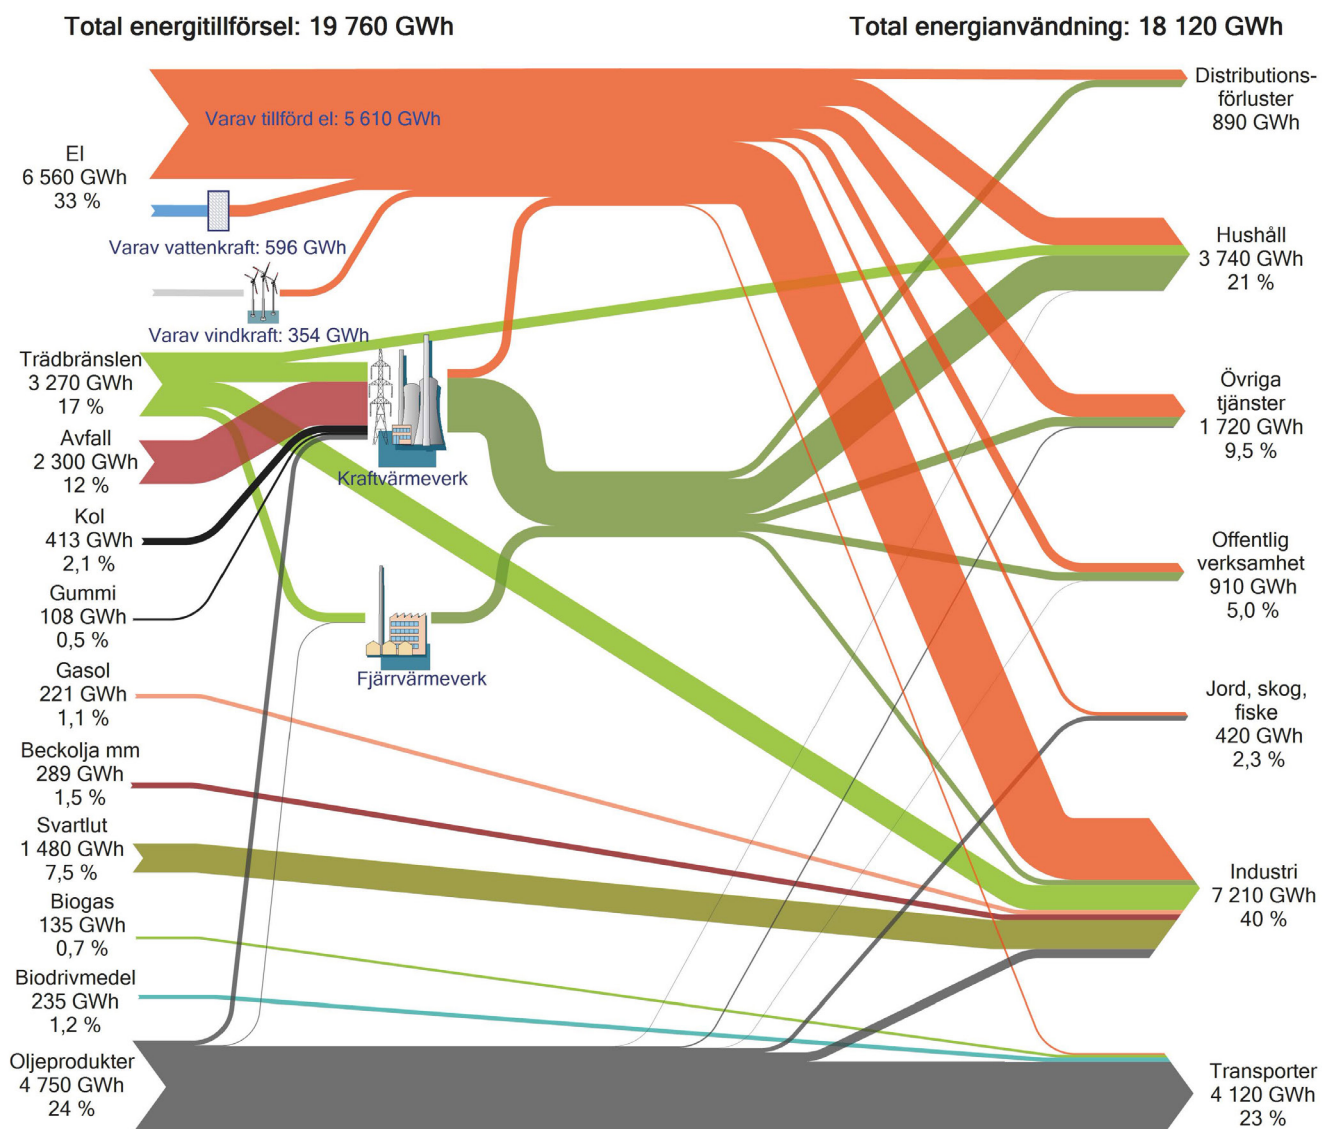 Total energitillförsel: 19 760 GWh
Total energianvändning: 18 120 GWh
El
6 560 GWh
33 %
Varav tillförd el: 5 610 GWh
Varav vattenkraft: 596 GWh
Varav vindkraft: 354 GWh
Trädbränslen
3 270 GWh
17 %
Avfall
2 300 GWh
12 %
Kol
413 GWh
2,1 %
Gummi
108 GWh
0,5 %
Gasol
221 GWh
1,1 %
Beckolja mm
289 GWh
1,5 %
Svartlut
1 480 GWh
7,5 %
Biogas
135 GWh
0,7 %
Biodrivmedel
235 GWh
1,2 %
Oljeprodukter
4 750 GWh
24 %
Kraftvärmeverk
Fjärrvärmeverk
Distributions-
förluster
890 GWh
Hushåll
3 740 GWh
21 %
Övriga
tjänster
1 720 GWh
9,5 %
Offentlig
verksamhet
910 GWh
5,0 %
Jord, skog,
fiske
420 GWh
2,3 %
Industri
7 210 GWh
40 %
Transporter
4 120 GWh
23 %